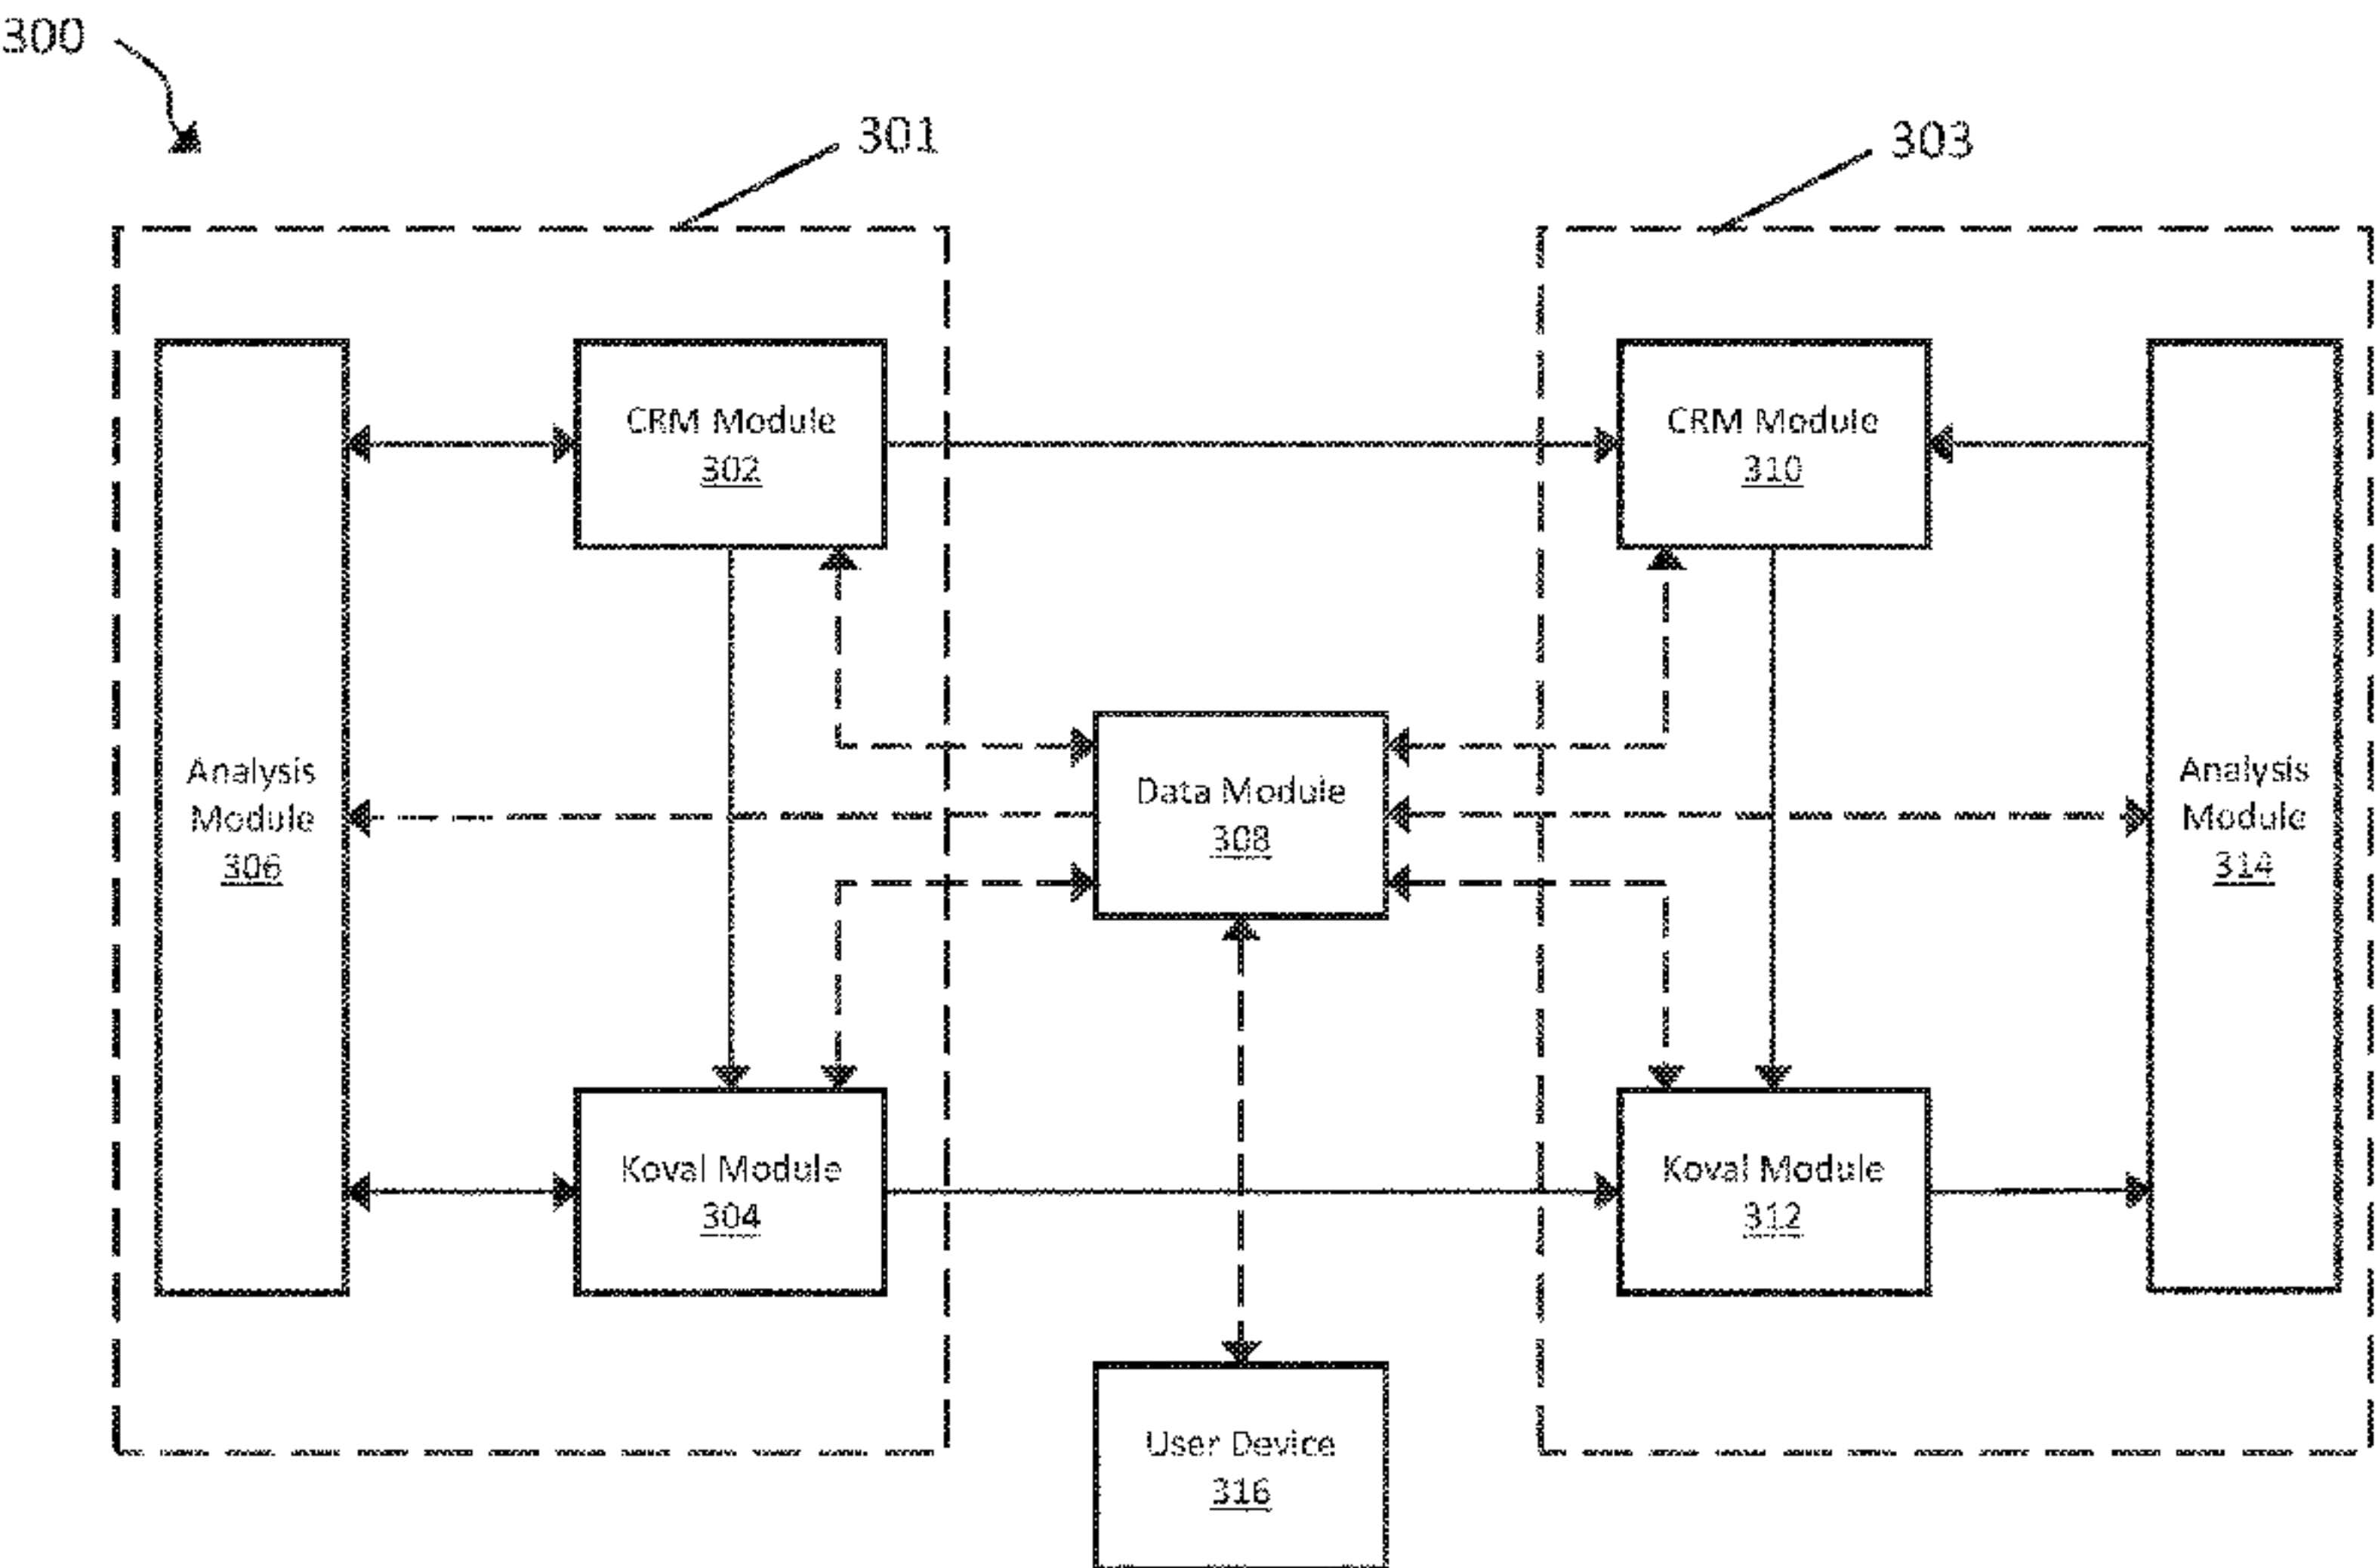 300
301
303
CRM Module
302
CRM Module
310
Analysis
Module
306
Data Module
308
Analysis
Module
314
Koval Module
304
Koval Module
312
User Device
316